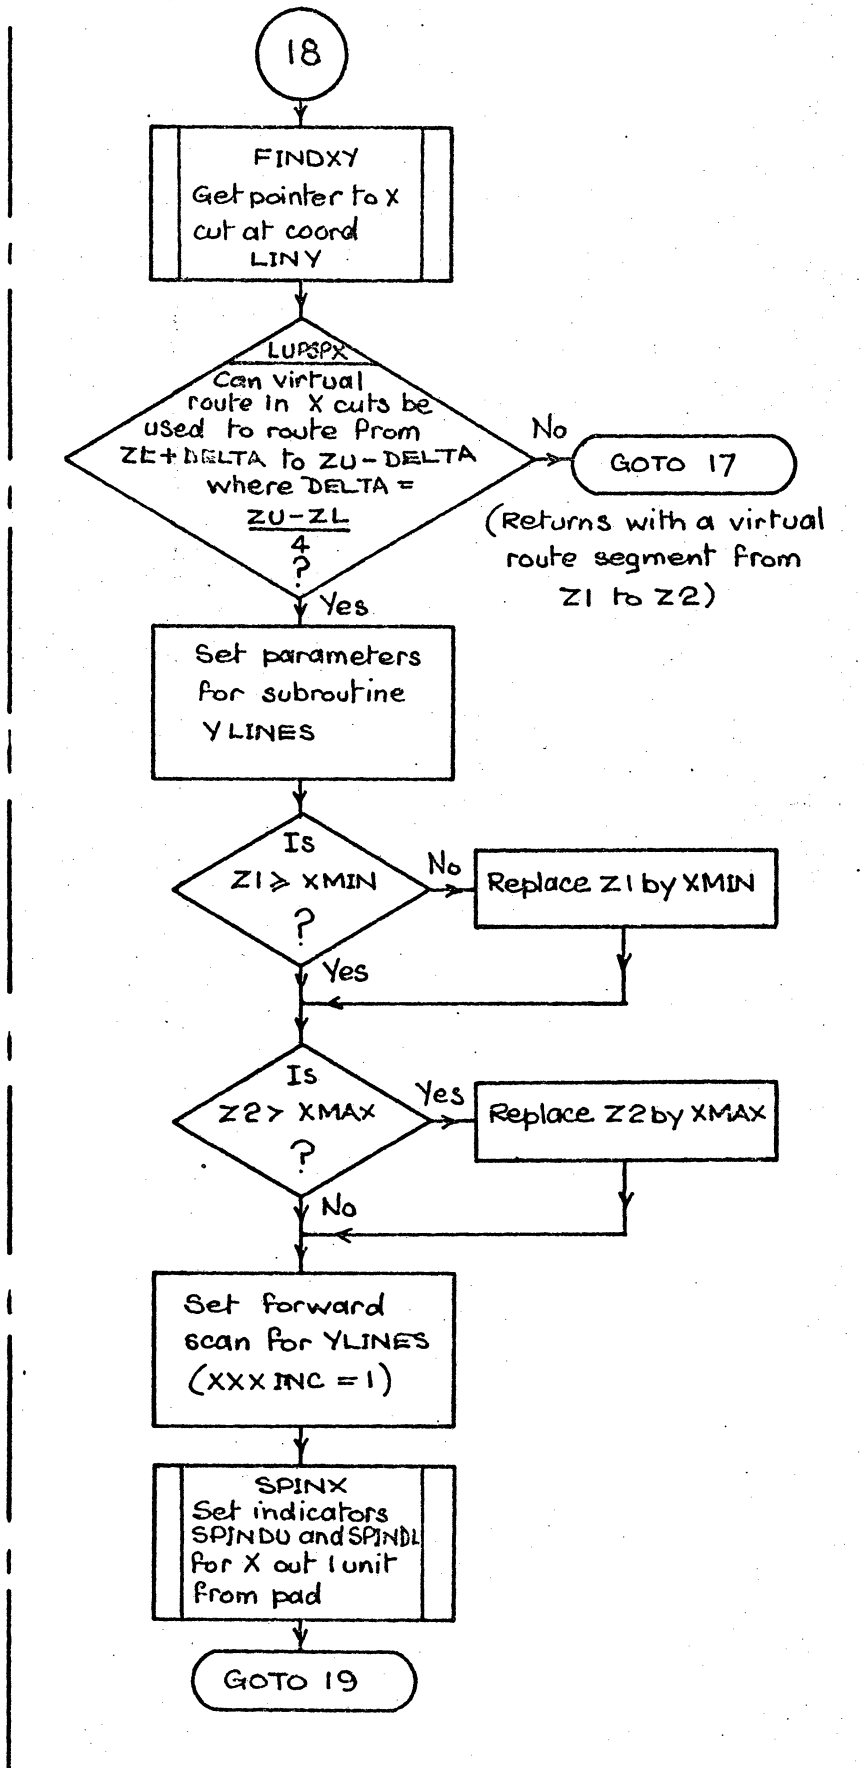 18
FINDXY
Get pointer to X
cut at coord
LINY
LUPSPX
Can virtual
route in X cuts be
used to route from
ZL+DELTA to ZU-DELTA
where DELTA =
ZU-ZL
4
?
No
GOTO 17
(Returns with a virtual
route segment from
Z1 to Z2)
Yes
Set parameters
for subroutine
YLINES
Is
Z1 ⩾ XMIN
?
No
Replace Z1 by XMIN
Yes
Is
Z2 > XMAX
?
Yes
Replace Z2 by XMAX
No
Set forward
scan for YLINES
(XXXINC = 1)
SPINX
Set indicators
SPINDU and SPINDL
for X out 1 unit
from pad
GOTO 19